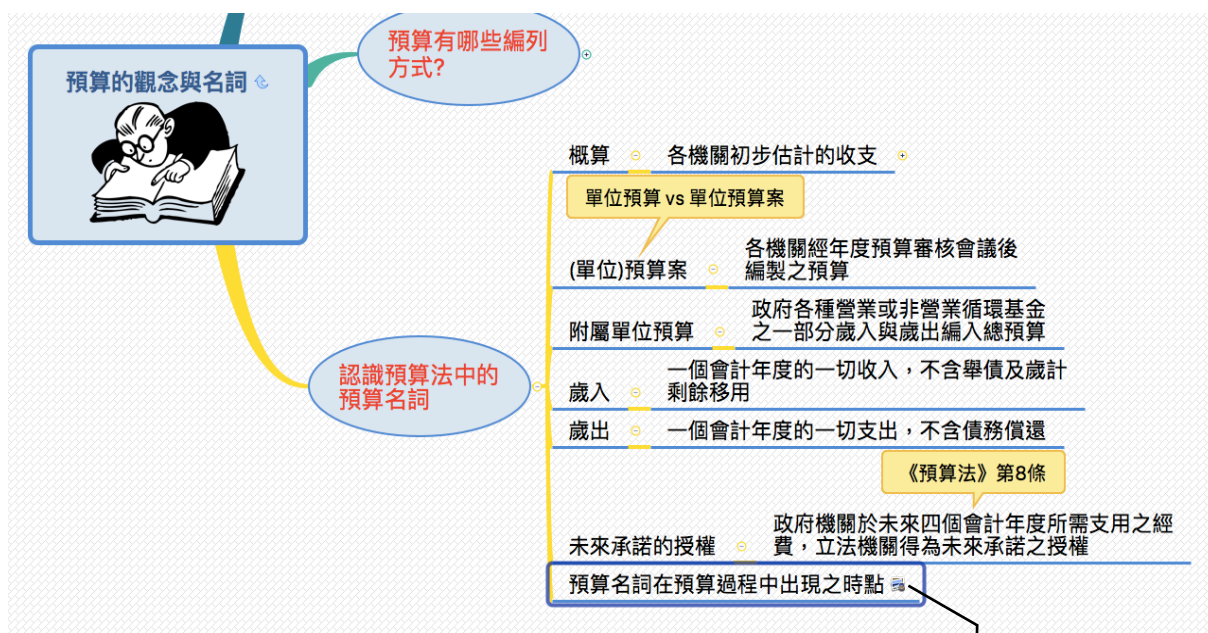 預算有哪些編列
方式?
預算的觀念與名詞
概算
各機關初步估計的收支
單位預算 vs 單位預算案
(單位)預算案
各機關經年度預算審核會議後
編製之預算
附屬單位預算
政府各種營業或非營業循環基金
之一部分歲入與歲出編入總預算
認識預算法中的
預算名詞
歲入
一個會計年度的一切收入，不含舉債及歲計
剩餘移用
歲出
一個會計年度的一切支出，不含債務償還
《預算法》第8條
未來承諾的授權
政府機關於未來四個會計年度所需支用之經
費，立法機關得為未來承諾之授權
預算名詞在預算過程中出現之時點